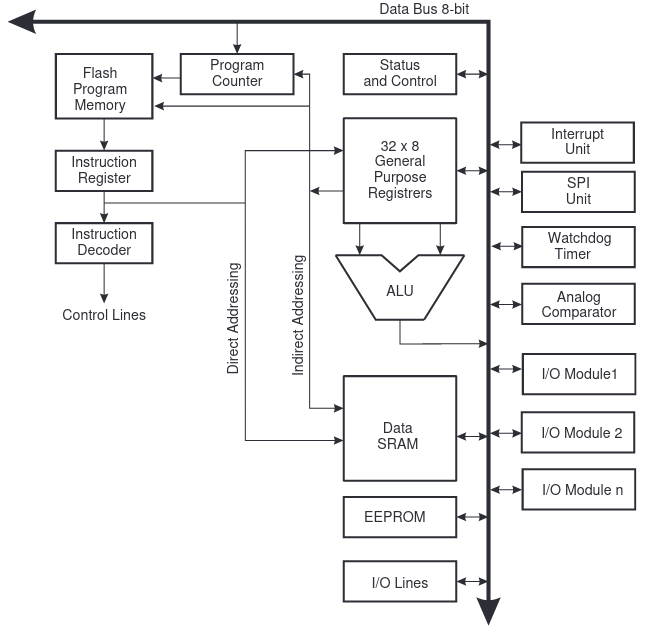 Data Bus 8-bit
Flash
Program
Memory
Program
Counter
Status
and Control
Instruction
Register
32 x 8
General
Purpose
Registrers
Interrupt
Unit
SPI
Unit
Instruction
Decoder
Watchdog
Timer
Control Lines
Direct Addressing
Indirect Addressing
ALU
Analog
Comparator
I/O Module1
Data
SRAM
I/O Module 2
I/O Module n
EEPROM
I/O Lines